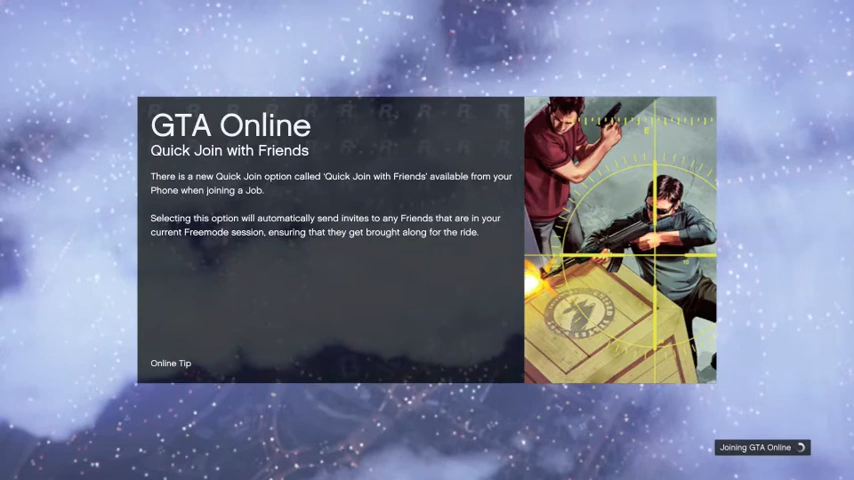 GTA Online
Quick Join with Friends
There is a new Quick Join option called 'Quick Join with Friends' available from your
Phone when joining a Job.
Selecting this option will automatically send invites to any Friends that are in your
current Freemode session, ensuring that they get brought along for the ride.
Online Tip
Joining GTA Online